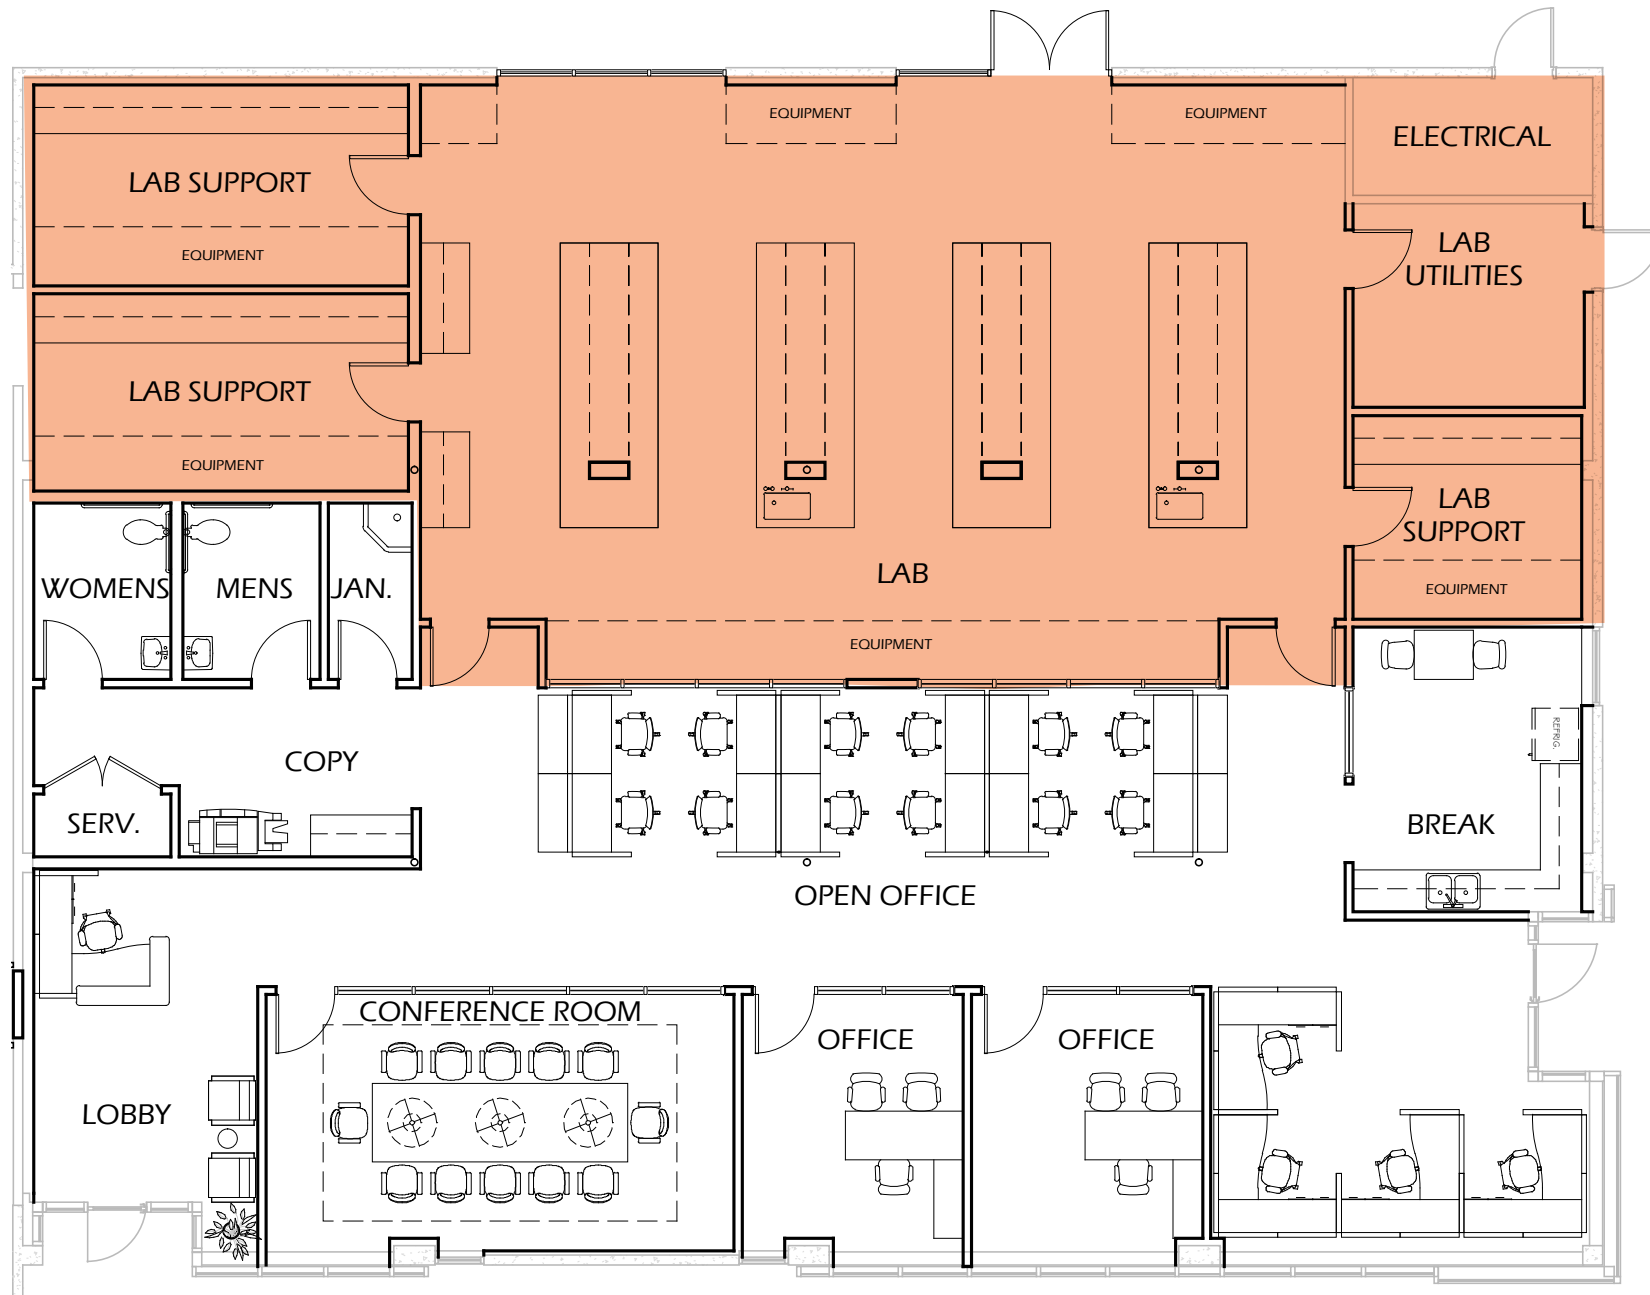 EQUIPMENT
EQUIPMENT
ELECTRICAL
LAB SUPPORT
EQUIPMENT
LAB
UTILITIES
LAB SUPPORT
EQUIPMENT
LAB
SUPPORT
EQUIPMENT
LAB
EQUIPMENT
WOMENS
MENS
JAN.
REFRIG.
COPY
SERV.
BREAK
OPEN OFFICE
CONFERENCE ROOM
OFFICE
OFFICE
LOBBY